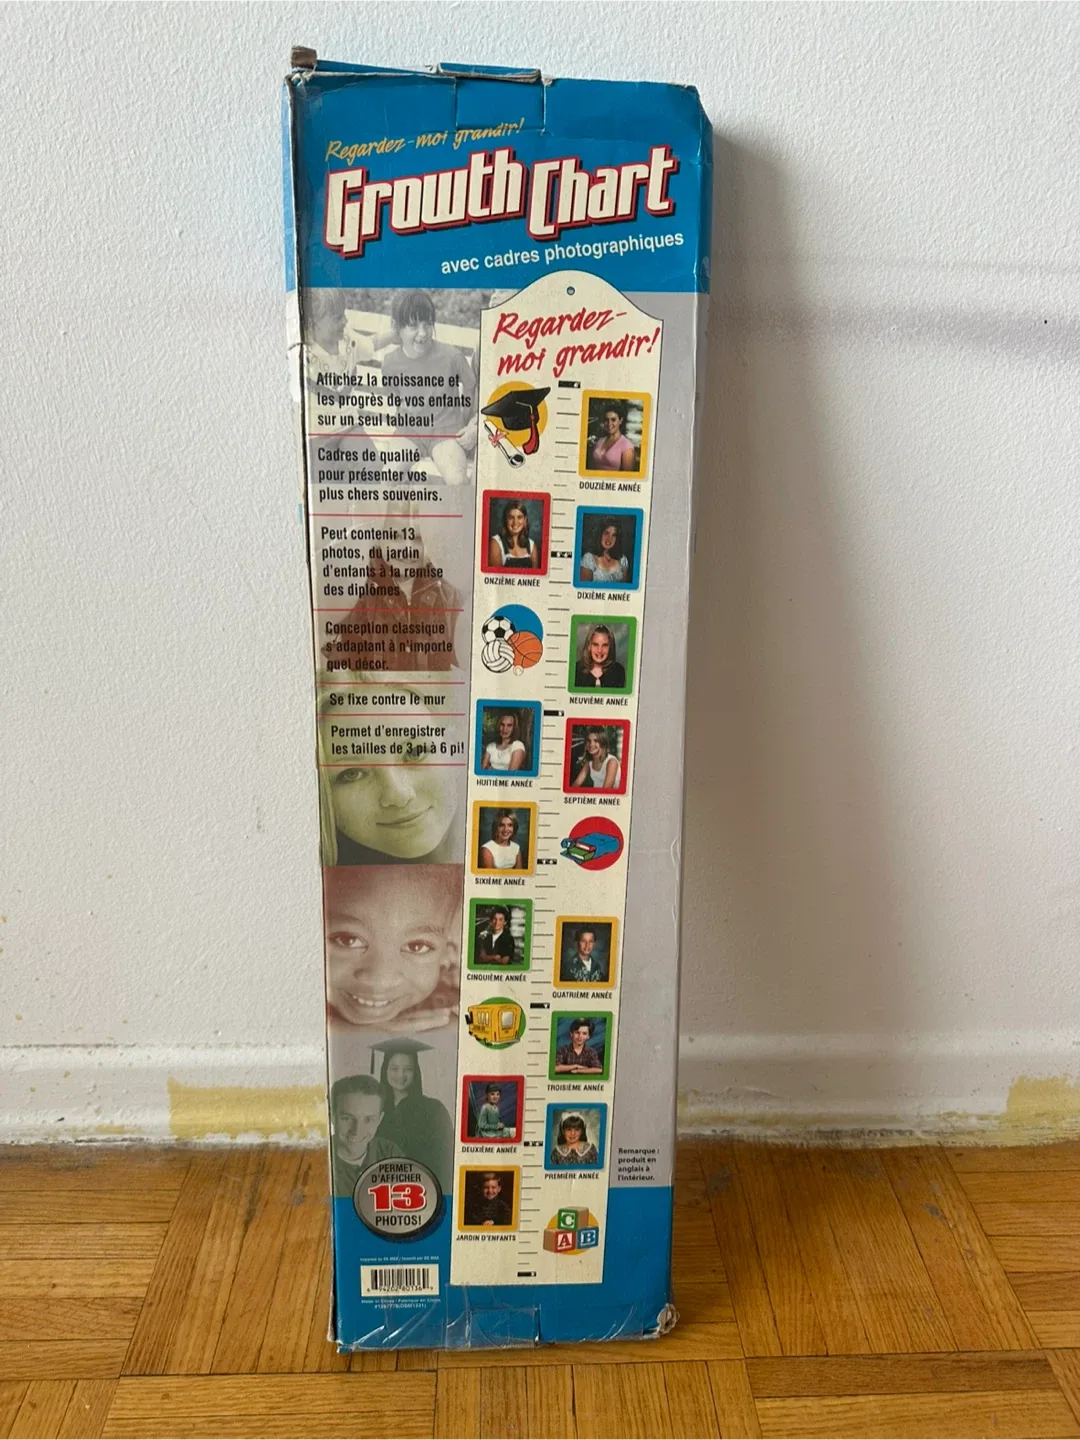 Regardez-moi grandir!
Growth Chart
avec cadres photographiques
Affichez la croissance et
les progrès de vos enfants
sur un seul tableau!
Cadres de qualité
pour présenter vos
plus chers souvenirs.
Peut contenir 13
photos, du jardin
d'enfants à la remise
des diplômes
Conception classique
s'adaptant à n'importe
quel décor.
Se fixe contre le mur
Permet d'enregistrer
les tailles de 3 pi à 6 pi!
PERMET
D'AFFICHER
13
PHOTOS!
Regardez-
moi grandir!
DOUZIÈME ANNÉE
ONZIÈME ANNÉE
DIXIÈME ANNÉE
NEUVIÈME ANNÉE
HUITIÈME ANNÉE
SEPTIÈME ANNÉE
SIXIÈME ANNÉE
CINQUIÈME ANNÉE
QUATRIÈME ANNÉE
TROISIÈME ANNÉE
DEUXIÈME ANNÉE
PREMIÈRE ANNÉE
JARDIN D'ENFANTS
C
A B
Remarque :
produit en
anglais à
l'intérieur.